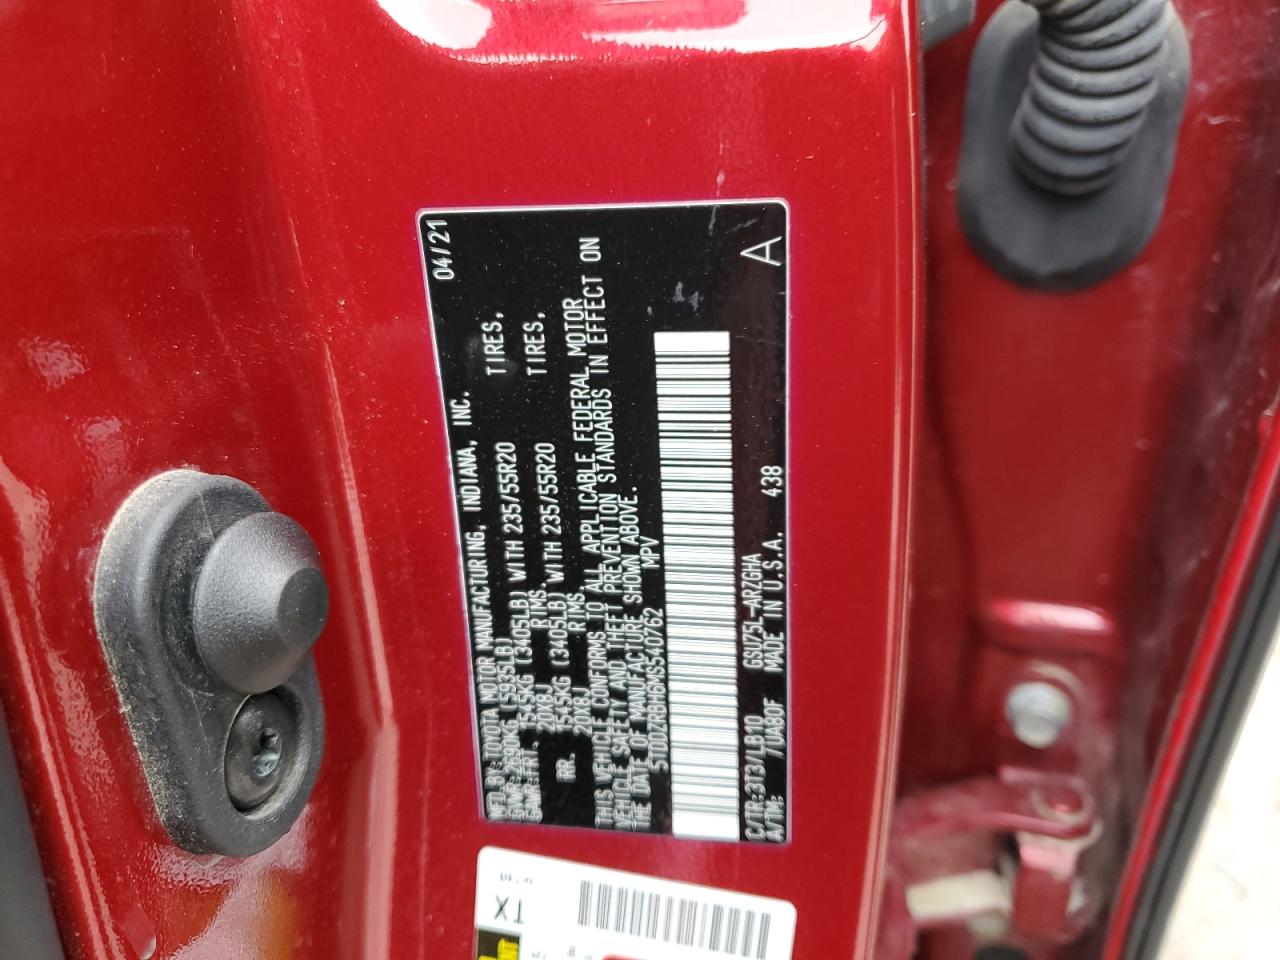 MFD. BY: TOYOTA MOTOR MANUFACTURING, INDIANA, INC. 04/21
GVWR: 2690KG (5935LB)
GAWR: FRT. 1545KG (3405LB) WITH 235/55R20 TIRES,
20X8J RIMS.
RR. 1545KG (3405LB) WITH 235/55R20 TIRES,
20X8J RIMS.
THIS VEHICLE CONFORMS TO ALL APPLICABLE FEDERAL MOTOR
VEHICLE SAFETY AND THEFT PREVENTION STANDARDS IN EFFECT ON
THE DATE OF MANUFACTURE SHOWN ABOVE.
5TDDZRBH6MS540762 MPV
C/TR: 3T3/LB10 GSU75L-ARZGHA A
A/TM: /UA80F MADE IN U.S.A. 438
TX